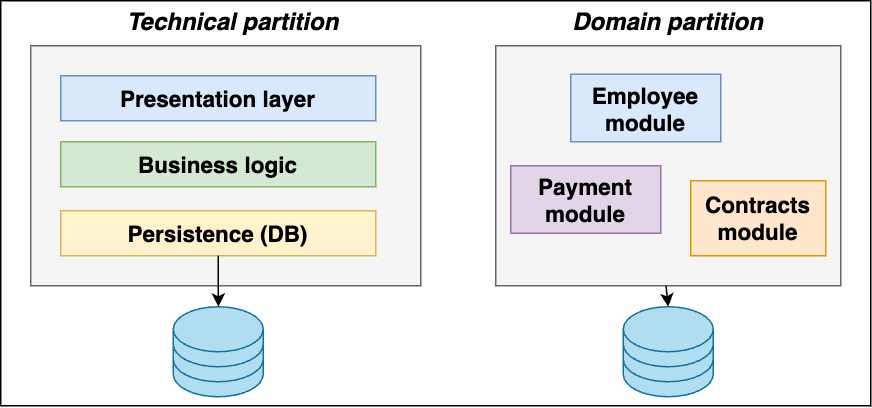 Technical partition
Presentation layer
Business logic
Persistence (DB)
Domain partition
Employee
module
Payment
module
Contracts
module